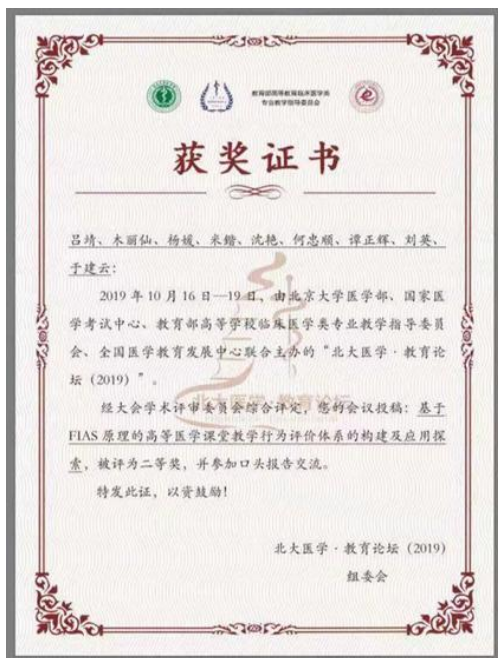 教育部高等教育临床医学类
专业教学指导委员会
获奖证书
吕靖、木丽仙、杨媛、米锴、沈艳、何忠顺、谭正辉、刘英、
于建云：
2019 年 10 月 16 日—19 日，由北京大学医学部、国家医
学考试中心、教育部高等学校临床医学类专业教学指导委员
会、全国医学教育发展中心联合主办的“北大医学·教育论
坛（2019）”。
北大医学·教育论坛
经大会学术评审委员会综合评定，您的会议投稿：基于
FIAS 原理的高等医学课堂教学行为评价体系的构建及应用探
索，被评为二等奖，并参加口头报告交流。
特发此证，以资鼓励！
北大医学·教育论坛（2019）
组委会